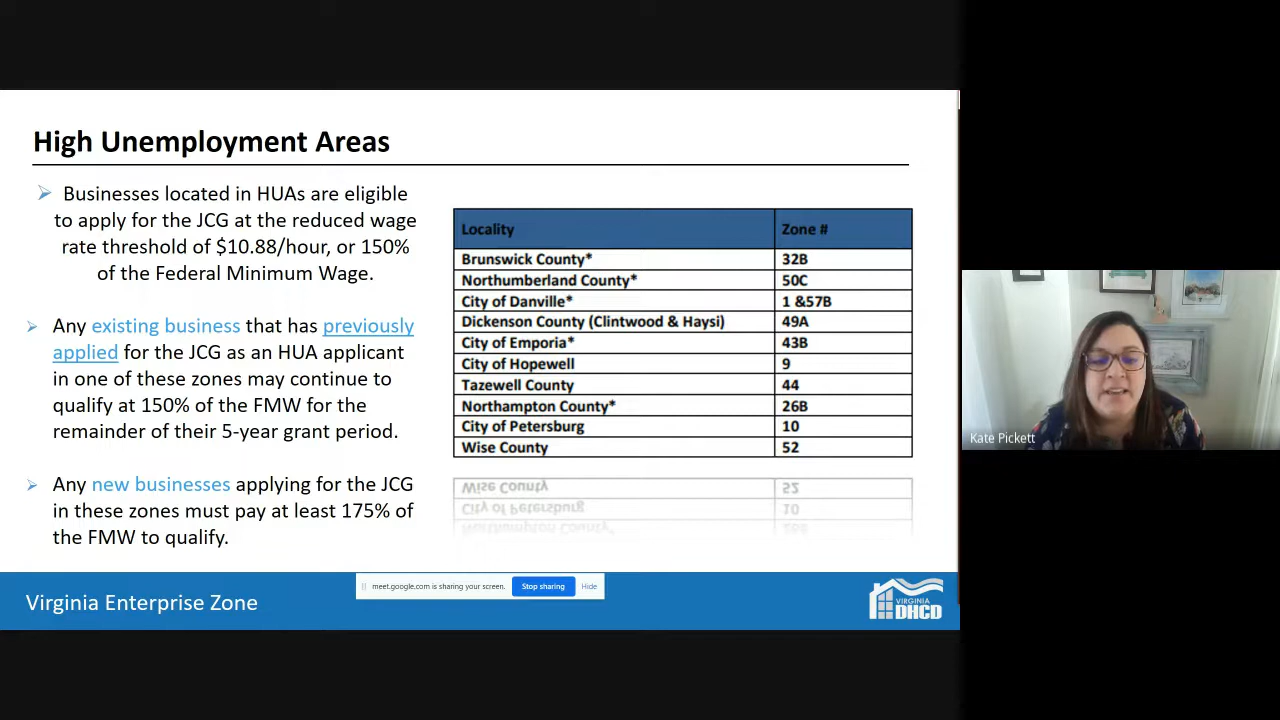 High Unemployment Areas
Businesses located in HUAs are eligible
to apply for the JCG at the reduced wage
rate threshold of $10.88/hour, or 150%
of the Federal Minimum Wage.
Any existing business that has previously
applied for the JCG as an HUA applicant
in one of these zones may continue to
qualify at 150% of the FMW for the
remainder of their 5-year grant period.
Any new businesses applying for the JCG
in these zones must pay at least 175% of
the FMW to qualify.
Locality Zone #
Brunswick County* 32B
Northumberland County* 50C
City of Danville* 1 &57B
Dickenson County (Clintwood & Haysi) 49A
City of Emporia* 43B
City of Hopewell 9
Tazewell County 44
Northampton County* 26B
City of Petersburg 10
Wise County 52
meet.google.com is sharing your screen. Stop sharing Hide
Virginia Enterprise Zone
VIRGINIA
DHCD
Kate Pickett